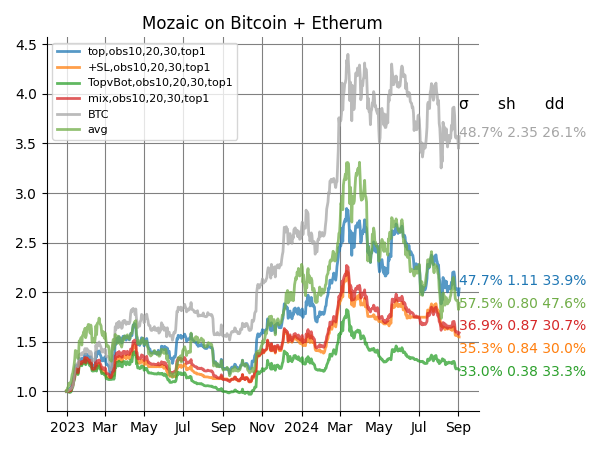 Mozaic on Bitcoin + Etherum
4.5
4.0
3.5
3.0
2.5
2.0
1.5
1.0
top,obs10,20,30,top1
+SL,obs10,20,30,top1
TopvBot,obs10,20,30,top1
mix,obs10,20,30,top1
BTC
avg
σ sh dd
48.7% 2.35 26.1%
47.7% 1.11 33.9%
57.5% 0.80 47.6%
36.9% 0.87 30.7%
35.3% 0.84 30.0%
33.0% 0.38 33.3%
2023 Mar May Jul Sep Nov 2024 Mar May Jul Sep